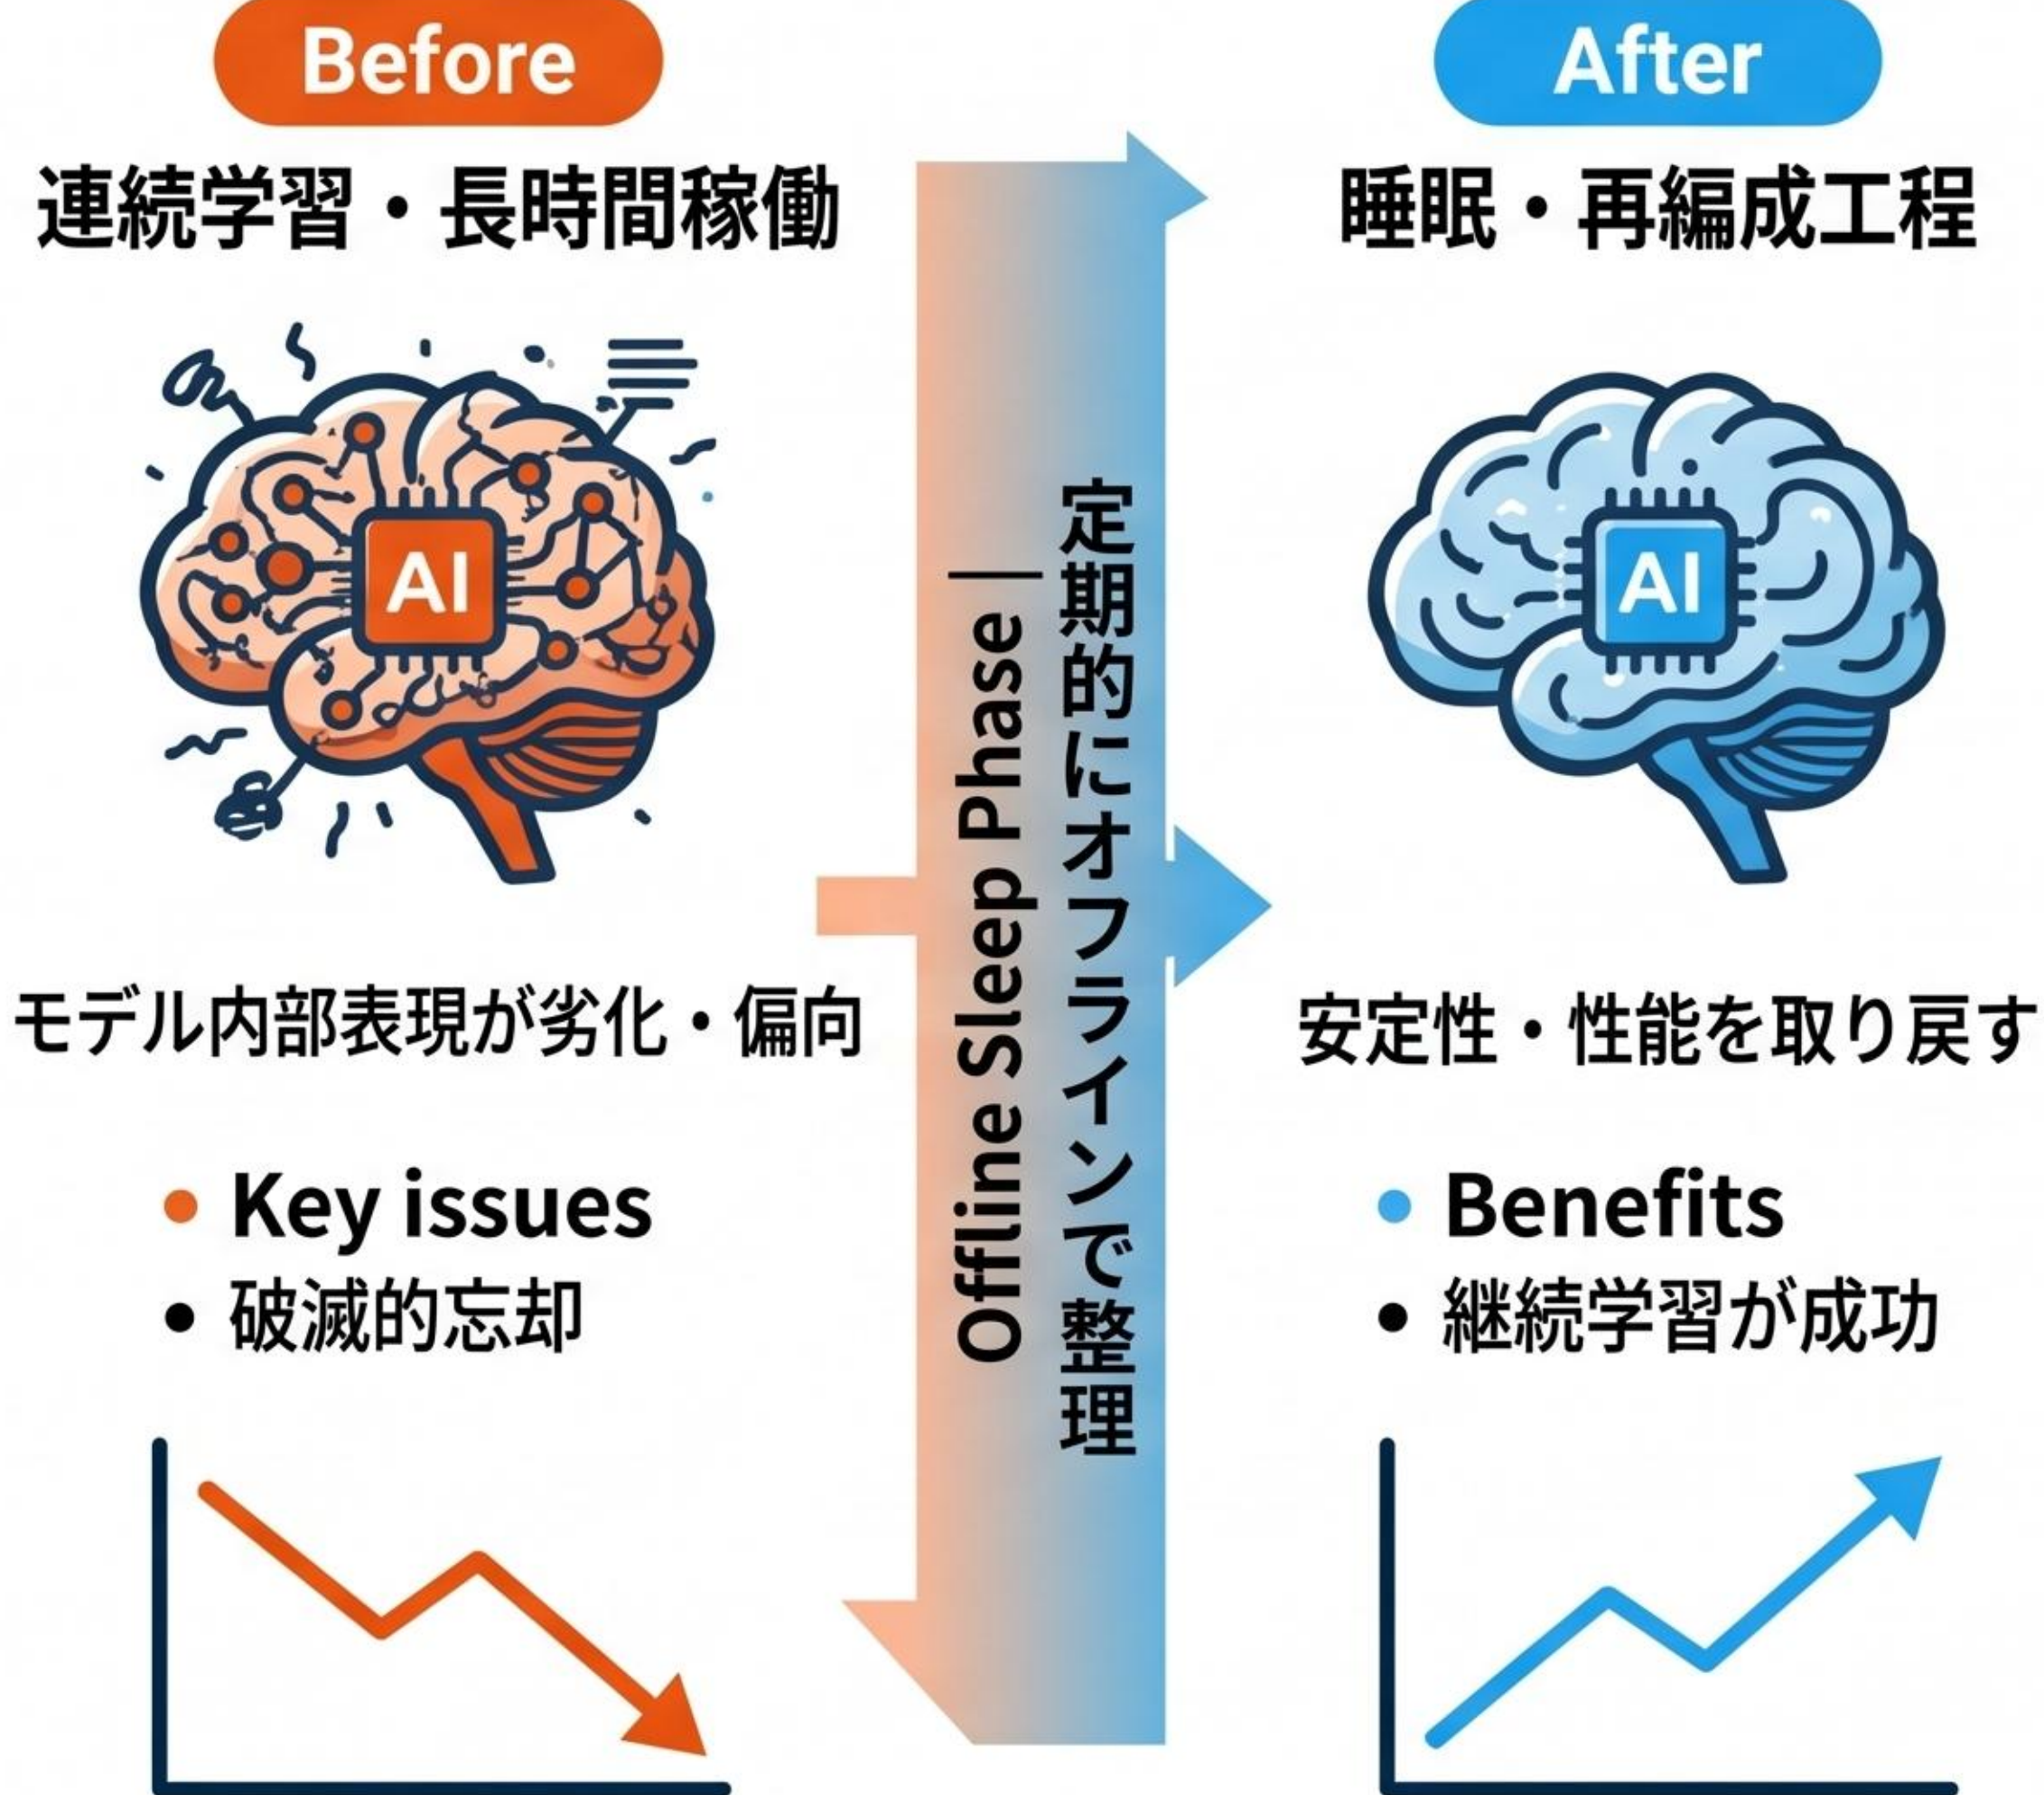 Before
連続学習・長時間稼働
AI
モデル内部表現が劣化・偏向
• Key issues
• 破滅的忘却
Offline Sleep Phase |
定期的にオフラインで整理
After
睡眠・再編成工程
AI
安定性・性能を取り戻す
• Benefits
• 継続学習が成功